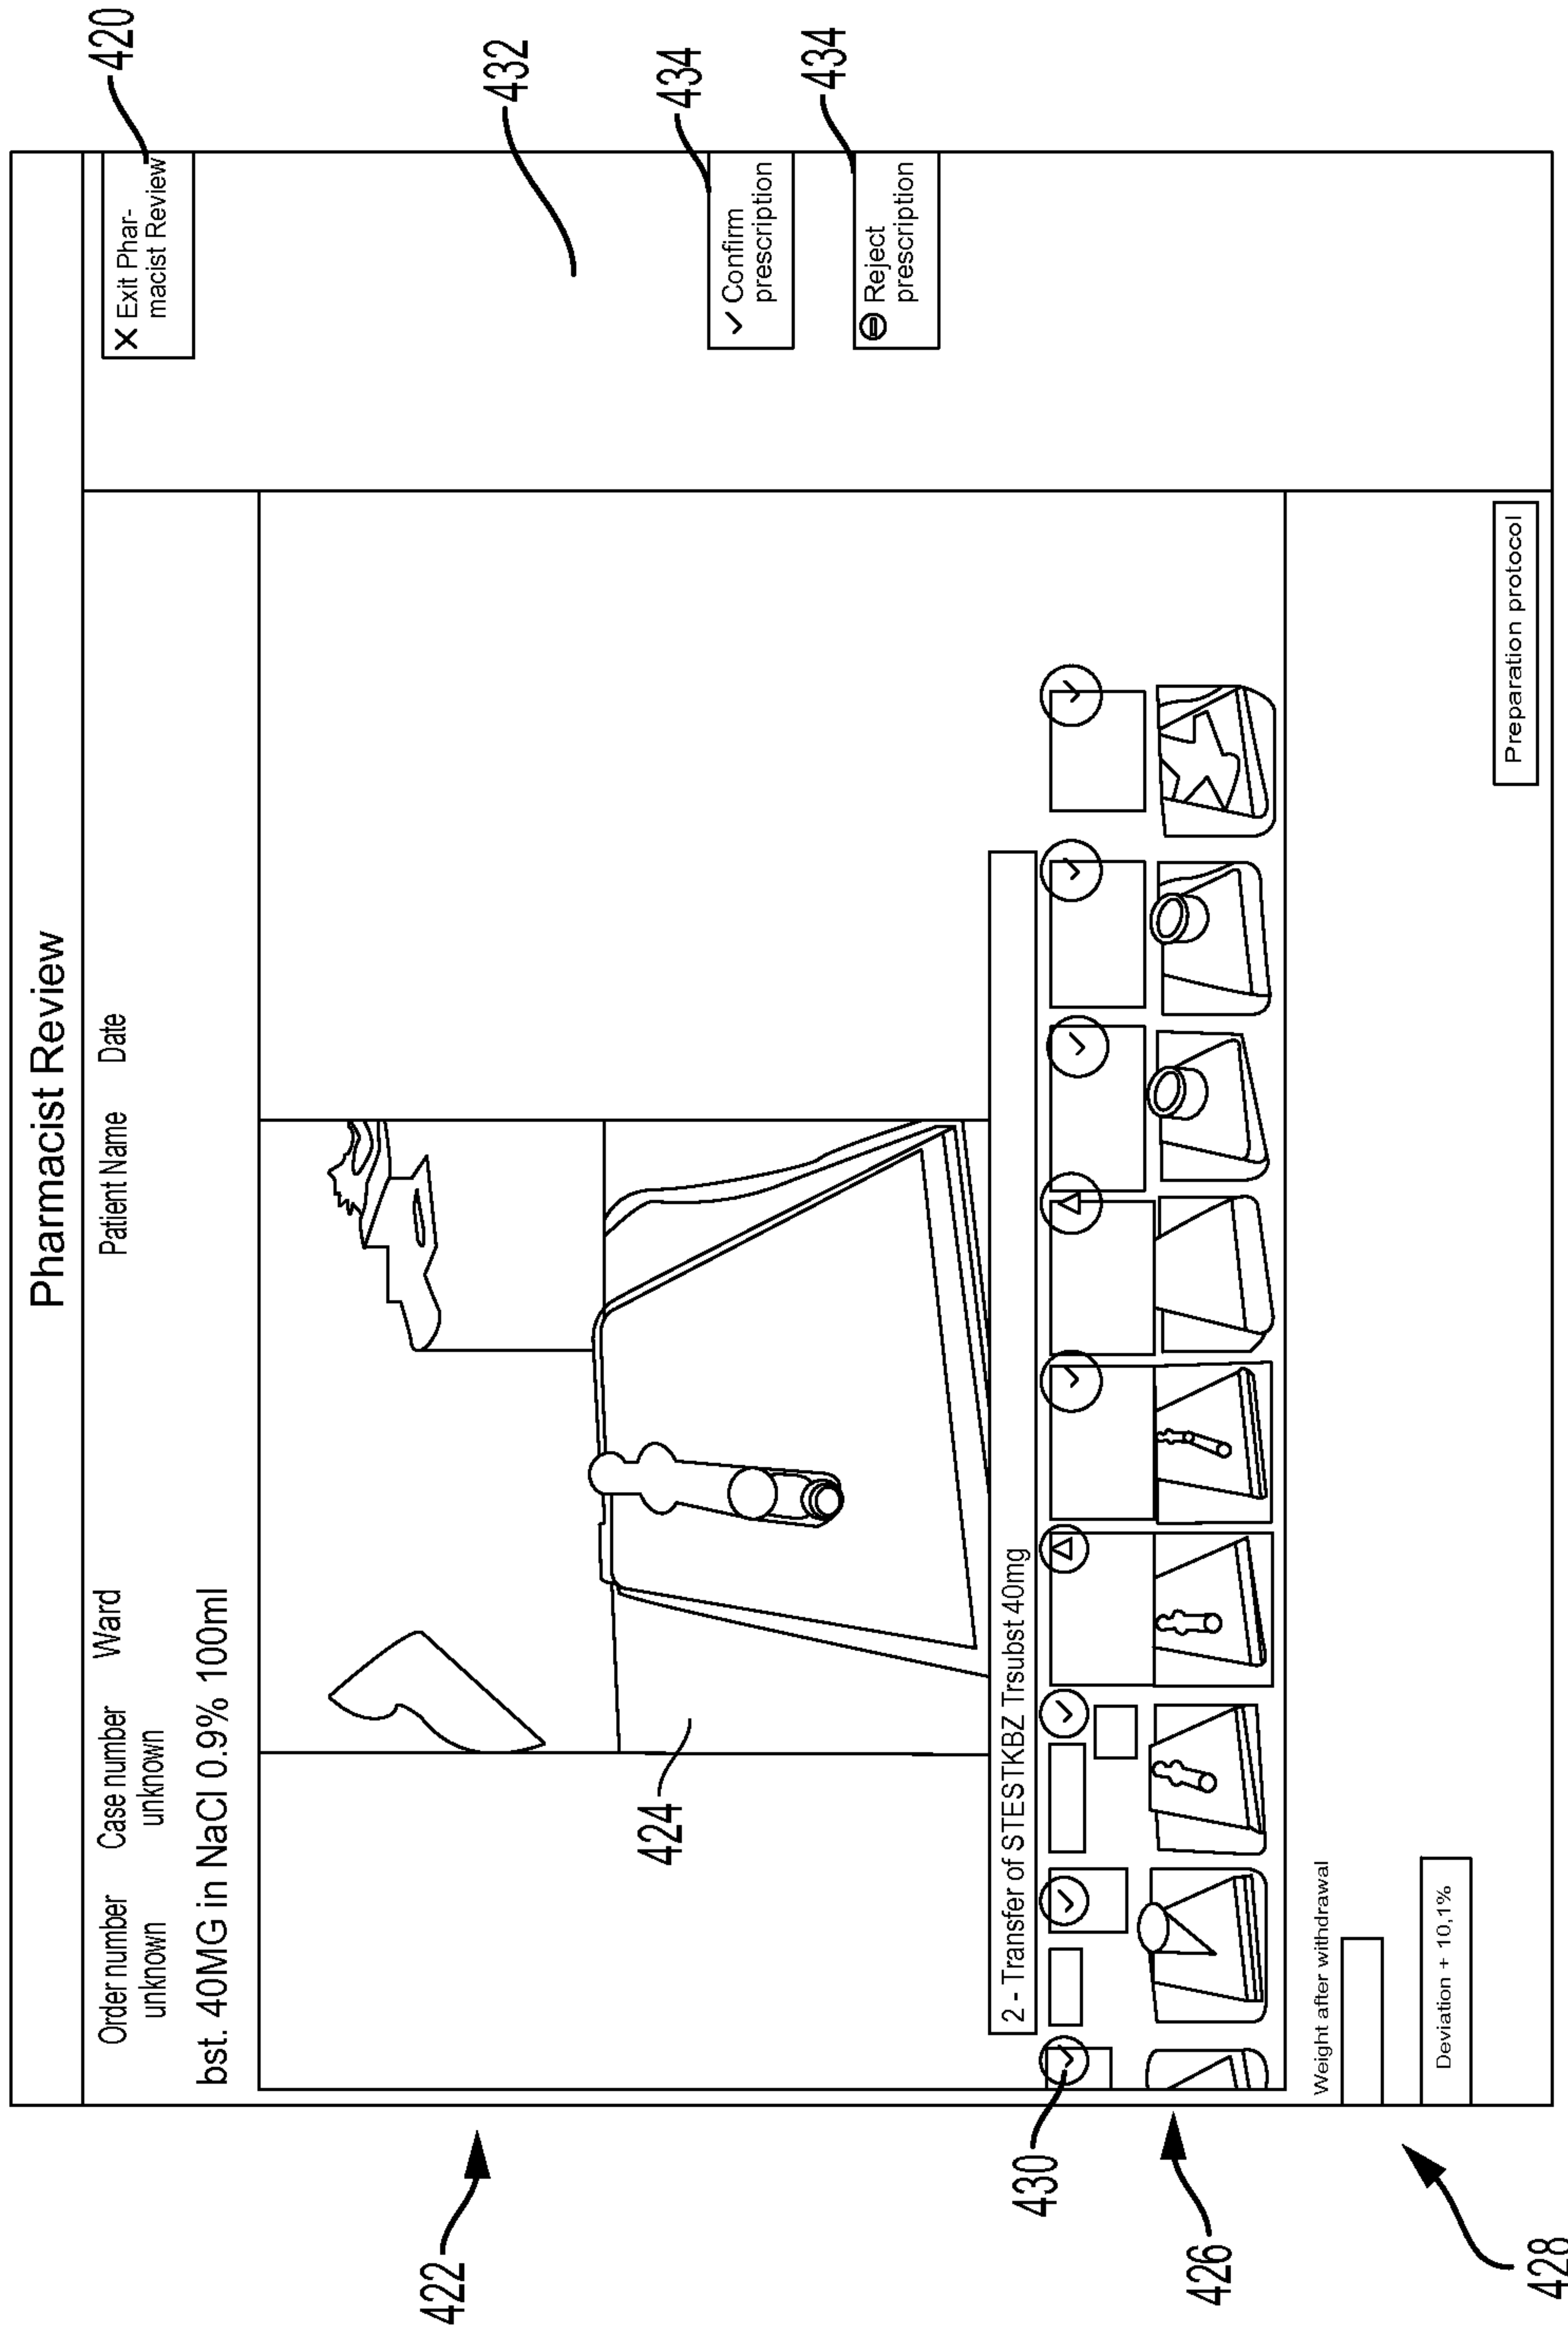 Pharmacist Review
420
Order number
unknown
Case number
unknown
Ward
Patient Name
Date
X Exit Phar-
macist Review
bst. 40MG in NaCl 0.9% 100ml
422
432
424
434
✓ Confirm
prescription
434
Reject
prescription
2 - Transfer of STESTKBZ Trsubst 40mg
430
426
Weight after withdrawal
Deviation + 10,1%
428
Preparation protocol